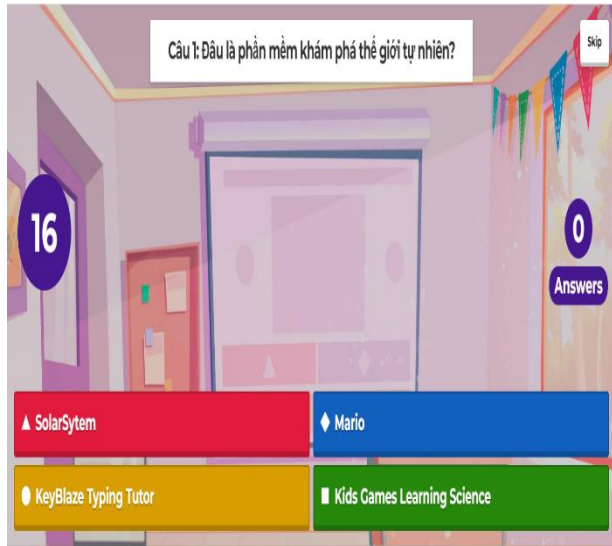 Câu 1: Đâu là phần mềm khám phá thế giới tự nhiên?
Skip
16
0
Answers
SolarSytem
Mario
KeyBlaze Typing Tutor
Kids Games Learning Science